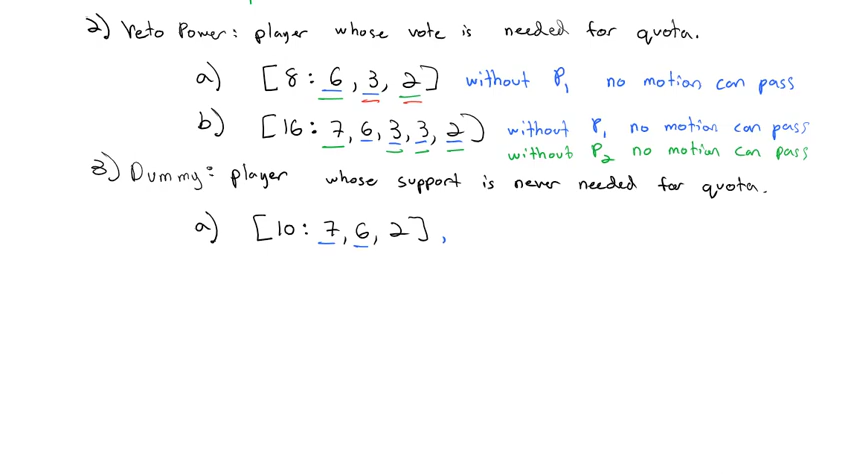 2) Veto Power: player whose vote is needed for quota.
a) [8: 6, 3, 2] without P₁ no motion can pass
b) [16: 7, 6, 3, 3, 2] without P₁ no motion can pass
without P₂ no motion can pass
3) Dummy: player whose support is never needed for quota.
a) [10: 7, 6, 2],